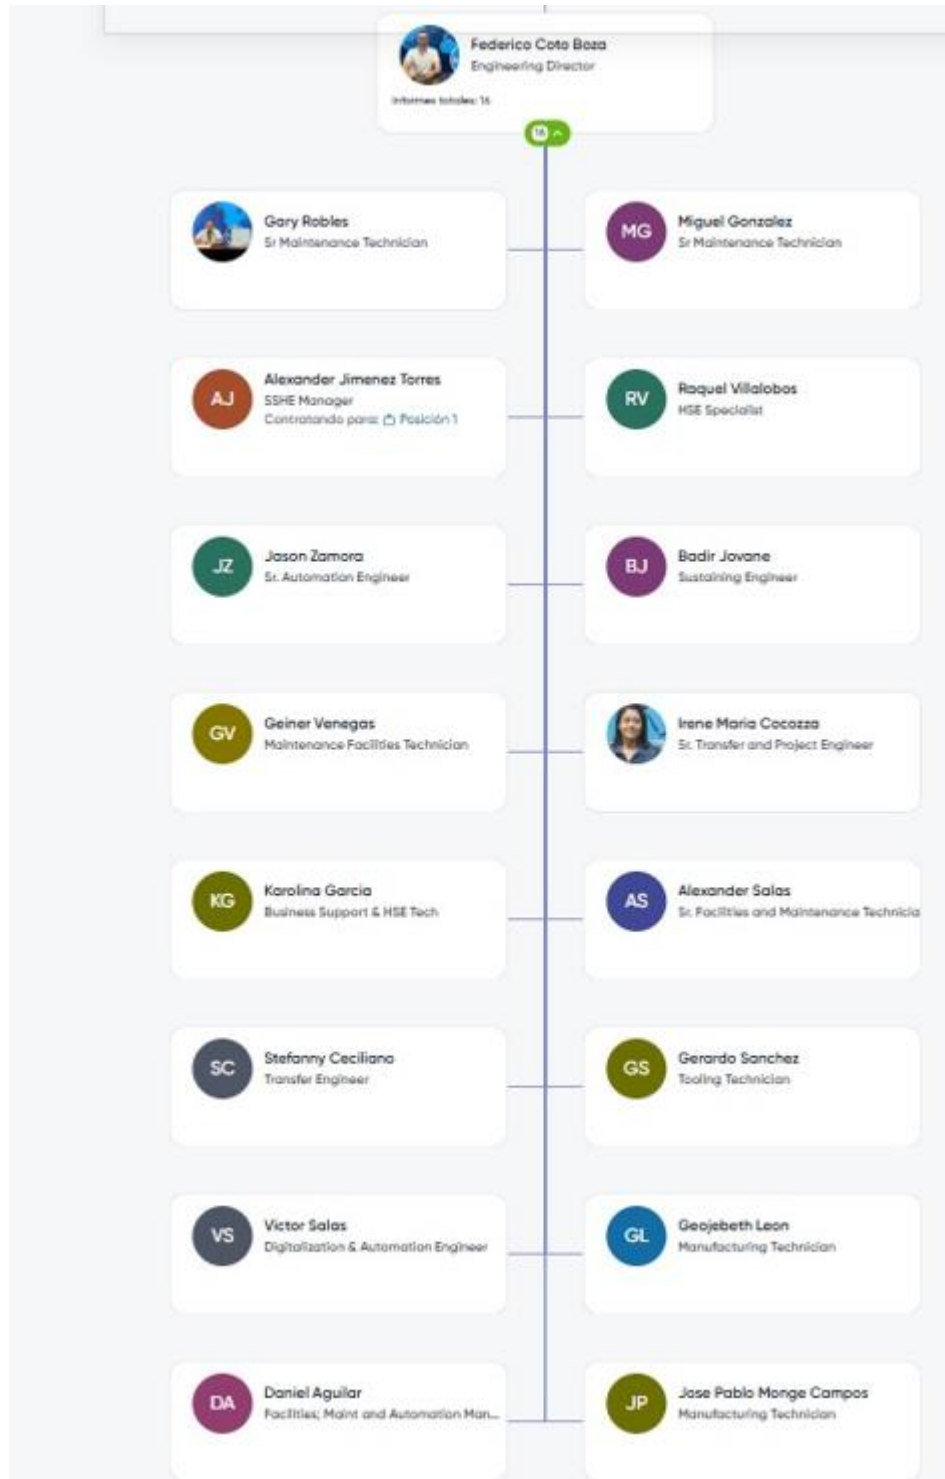 Federico Coto Boza
Engineering Director
Informes totales: 16
16
Gary Robles
Sr Maintenance Technician
MG
Miguel Gonzalez
Sr Maintenance Technician
AJ
Alexander Jimenez Torres
SSHE Manager
Contratando para: Posición 1
RV
Raquel Villalobos
HSE Specialist
JZ
Jason Zamora
Sr. Automation Engineer
BJ
Badir Jovane
Sustaining Engineer
GV
Geiner Venegas
Maintenance Facilities Technician
Irene Maria Cocozza
Sr. Transfer and Project Engineer
KG
Karolina Garcia
Business Support & HSE Tech
AS
Alexander Salas
Sr. Facilities and Maintenance Technicia
SC
Stefanny Ceciliano
Transfer Engineer
GS
Gerardo Sanchez
Tooling Technician
VS
Victor Salas
Digitalization & Automation Engineer
GL
Geojebeth Leon
Manufacturing Technician
DA
Daniel Aguilar
Facilities; Maint and Automation Man...
JP
Jose Pablo Monge Campos
Manufacturing Technician